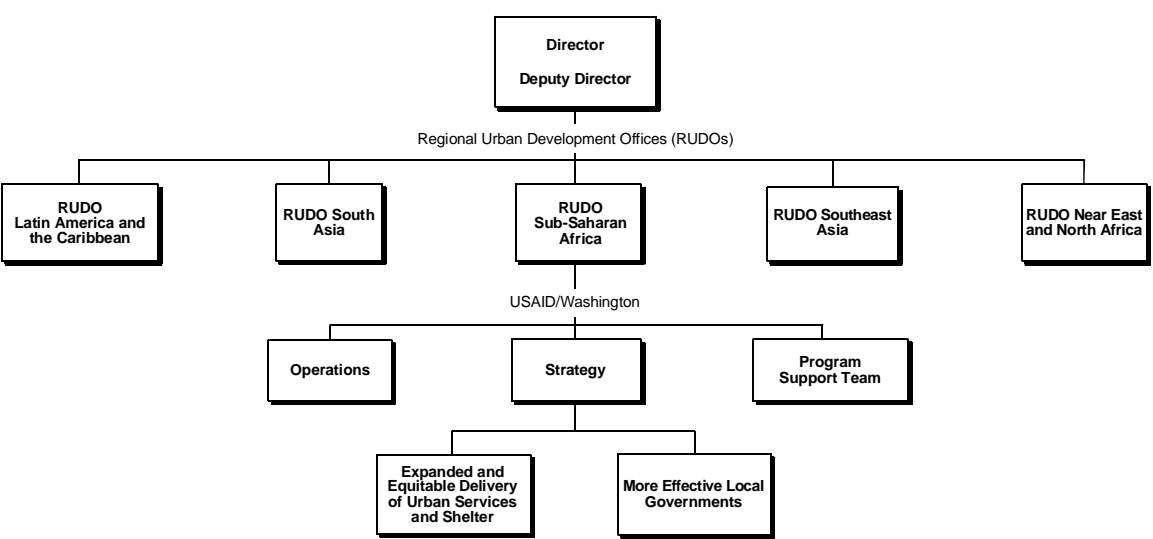 Director
Deputy Director
Regional Urban Development Offices (RUDOs)
RUDO
Latin America and
the Caribbean
RUDO South
Asia
RUDO
Sub-Saharan
Africa
RUDO Southeast
Asia
RUDO Near East
and North Africa
USAID/Washington
Operations
Strategy
Program
Support Team
Expanded and
Equitable Delivery
of Urban Services
and Shelter
More Effective Local
Governments